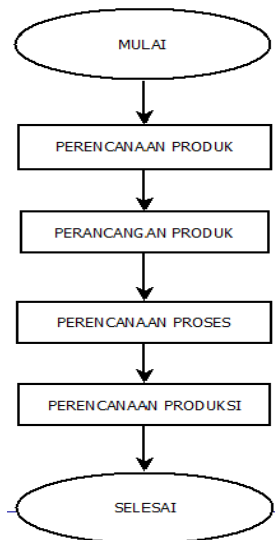 MULAI
PERENCANAAN PRODUK
PERANCANGAN PRODUK
PERENCANAAN PROSES
PERENCANAAN PRODUKSI
SELESAI